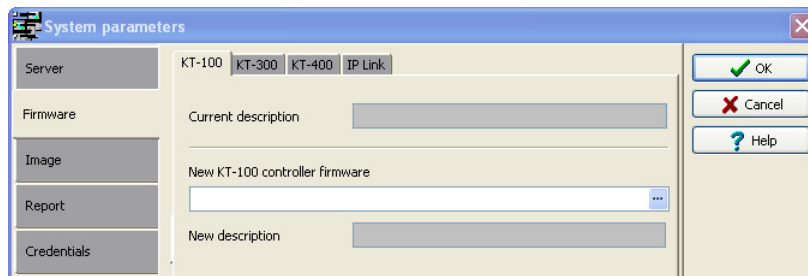 System parameters
Server
Firmware
Image
Report
Credentials
KT-100 KT-300 KT-400 IP Link
Current description
New KT-100 controller firmware
...
New description
OK
Cancel
? Help